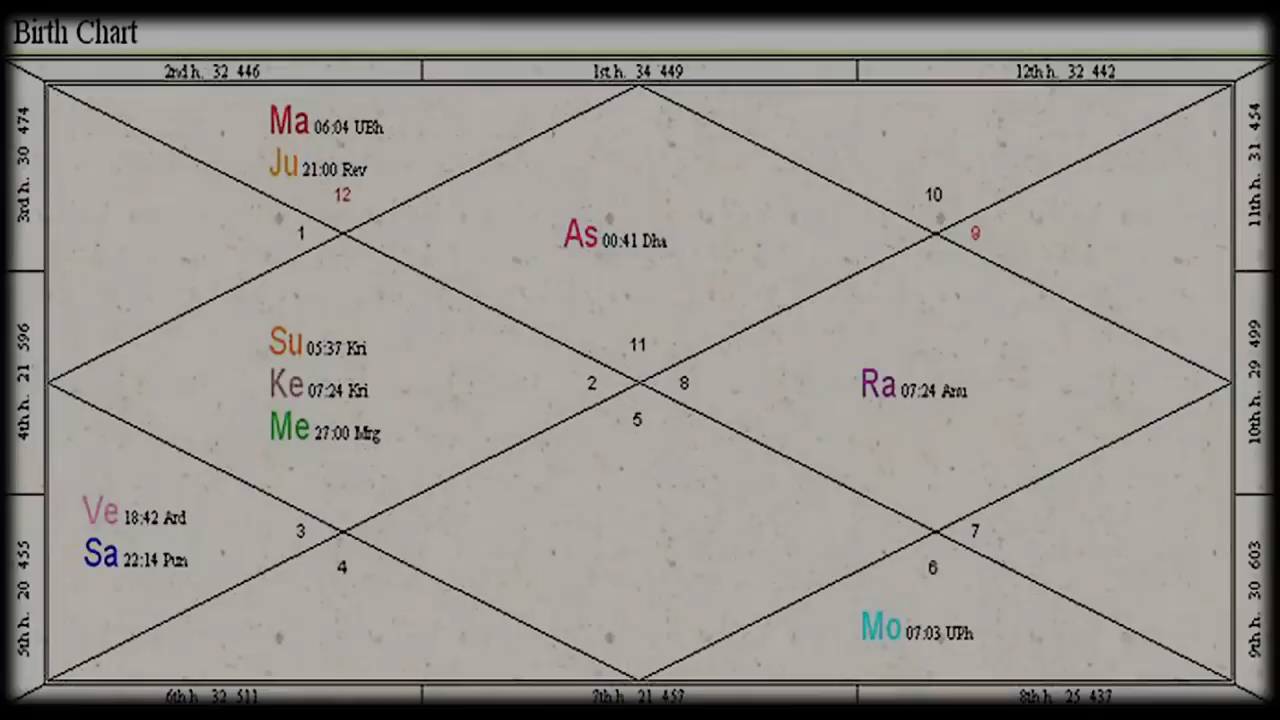 Birth Chart
2nd h. 32 446
1st h. 34 449
12th h. 32 442
3rd h. 30 474
11th h. 31 454
Ma 06:04 UBh
Ju 21:00 Rev
12
1
As 00:41 Dha
10
9
4th h. 21 596
10th h. 29 499
Su 05:37 Kri
Ke 07:24 Kri
Me 27:00 Mrg
11
2
8
5
Ra 07:24 Anu
5th h. 20 455
9th h. 30 603
Ve 18:42 Ard
Sa 22:14 Pun
3
4
7
6
Mo 07:03 UPh
6th h. 32 511
7th h. 21 457
8th h. 25 437